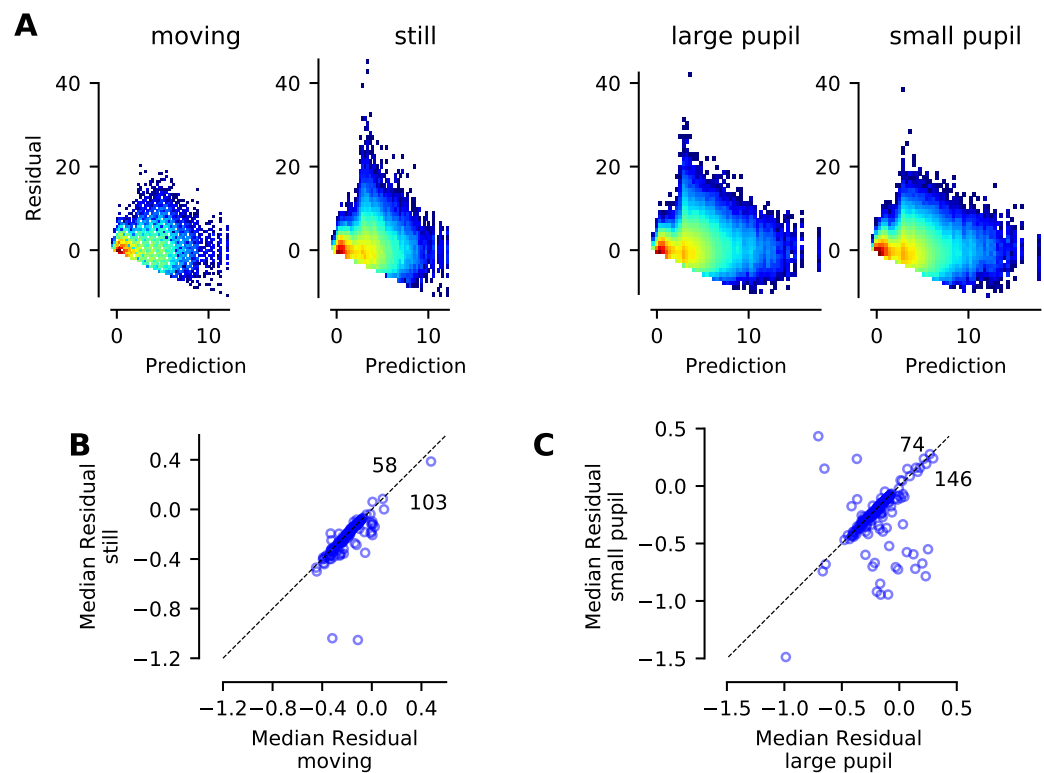 A
moving
still
large pupil
small pupil
Residual
40
20
0
40
20
0
40
20
0
40
20
0
0
10
0
10
0
10
0
10
Prediction
Prediction
Prediction
Prediction
B
Median Residual
still
0.4
0.0
−0.4
−0.8
−1.2
58
103
−1.2
−0.8
−0.4
0.0
0.4
Median Residual
moving
C
Median Residual
small pupil
0.5
0.0
−0.5
−1.0
−1.5
74
146
−1.5
−1.0
−0.5
0.0
0.5
Median Residual
large pupil